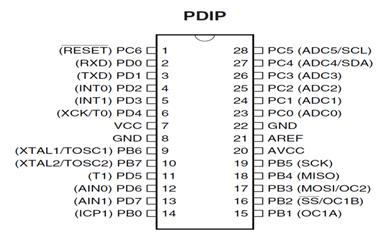 PDIP
(RESET) PC6 1 28 PC5 (ADC5/SCL)
(RXD) PD0 2 27 PC4 (ADC4/SDA)
(TXD) PD1 3 26 PC3 (ADC3)
(INT0) PD2 4 25 PC2 (ADC2)
(INT1) PD3 5 24 PC1 (ADC1)
(XCK/T0) PD4 6 23 PC0 (ADC0)
VCC 7 22 GND
GND 8 21 AREF
(XTAL1/TOSC1) PB6 9 20 AVCC
(XTAL2/TOSC2) PB7 10 19 PB5 (SCK)
(T1) PD5 11 18 PB4 (MISO)
(AIN0) PD6 12 17 PB3 (MOSI/OC2)
(AIN1) PD7 13 16 PB2 (SS/OC1B)
(ICP1) PB0 14 15 PB1 (OC1A)